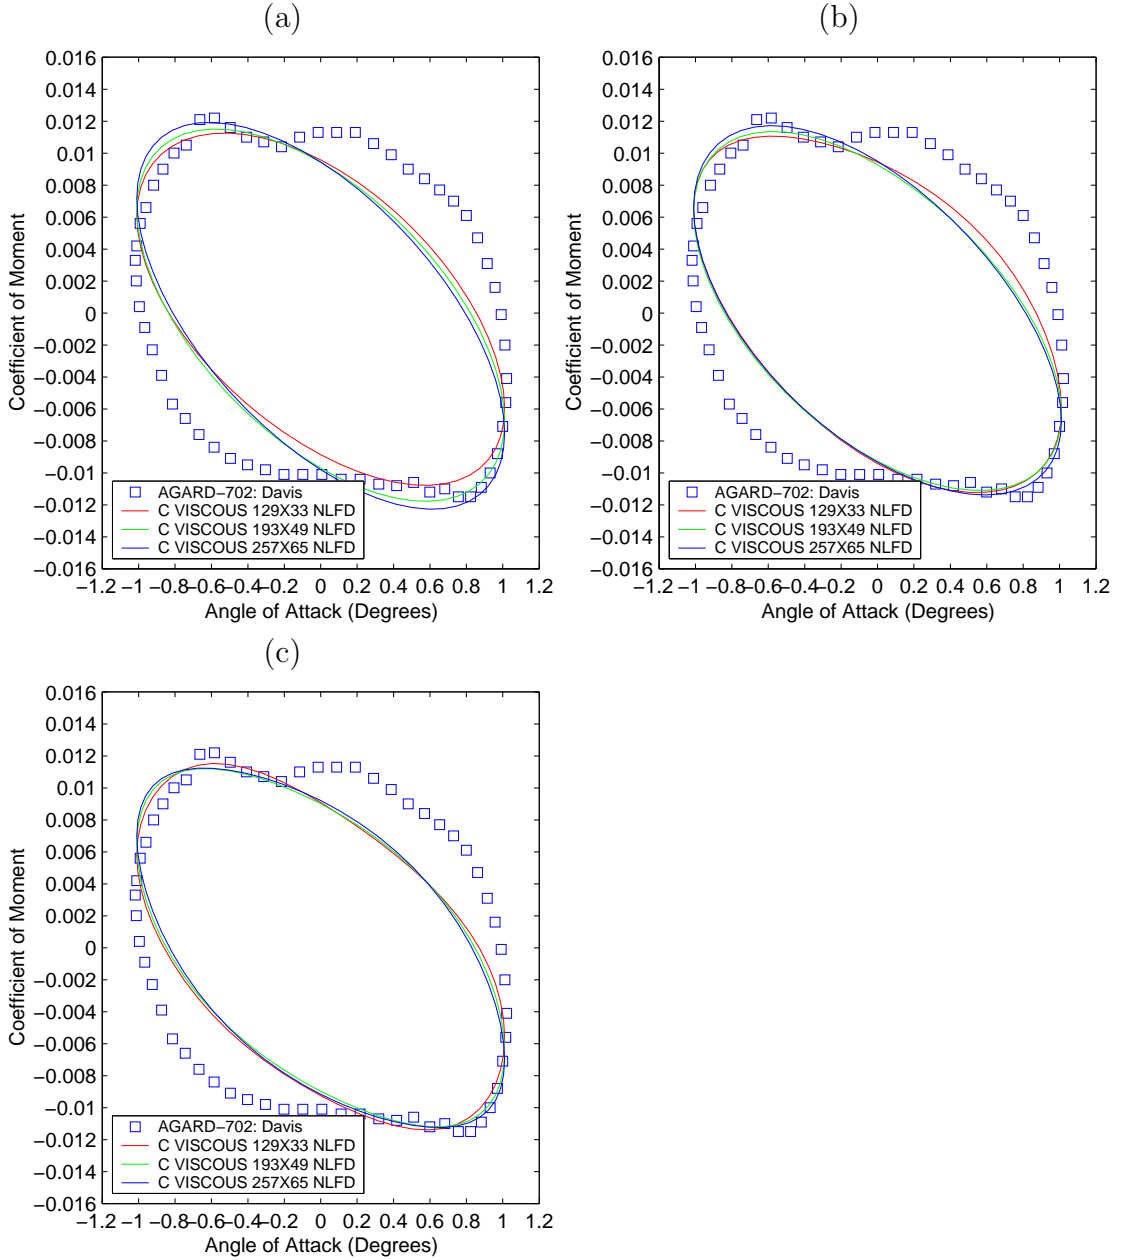 (a)
0.016
0.014
0.012
0.01
0.008
0.006
0.004
0.002
0
−0.002
−0.004
−0.006
−0.008
−0.01
−0.012
−0.014
−0.016
Coefficient of Moment
AGARD−702: Davis
C VISCOUS 129X33 NLFD
C VISCOUS 193X49 NLFD
C VISCOUS 257X65 NLFD
−1.2 −1 −0.8 −0.6 −0.4 −0.2 0 0.2 0.4 0.6 0.8 1 1.2
Angle of Attack (Degrees)
(b)
0.016
0.014
0.012
0.01
0.008
0.006
0.004
0.002
0
−0.002
−0.004
−0.006
−0.008
−0.01
−0.012
−0.014
−0.016
Coefficient of Moment
AGARD−702: Davis
C VISCOUS 129X33 NLFD
C VISCOUS 193X49 NLFD
C VISCOUS 257X65 NLFD
−1.2 −1 −0.8 −0.6 −0.4 −0.2 0 0.2 0.4 0.6 0.8 1 1.2
Angle of Attack (Degrees)
(c)
0.016
0.014
0.012
0.01
0.008
0.006
0.004
0.002
0
−0.002
−0.004
−0.006
−0.008
−0.01
−0.012
−0.014
−0.016
Coefficient of Moment
AGARD−702: Davis
C VISCOUS 129X33 NLFD
C VISCOUS 193X49 NLFD
C VISCOUS 257X65 NLFD
−1.2 −1 −0.8 −0.6 −0.4 −0.2 0 0.2 0.4 0.6 0.8 1 1.2
Angle of Attack (Degrees)